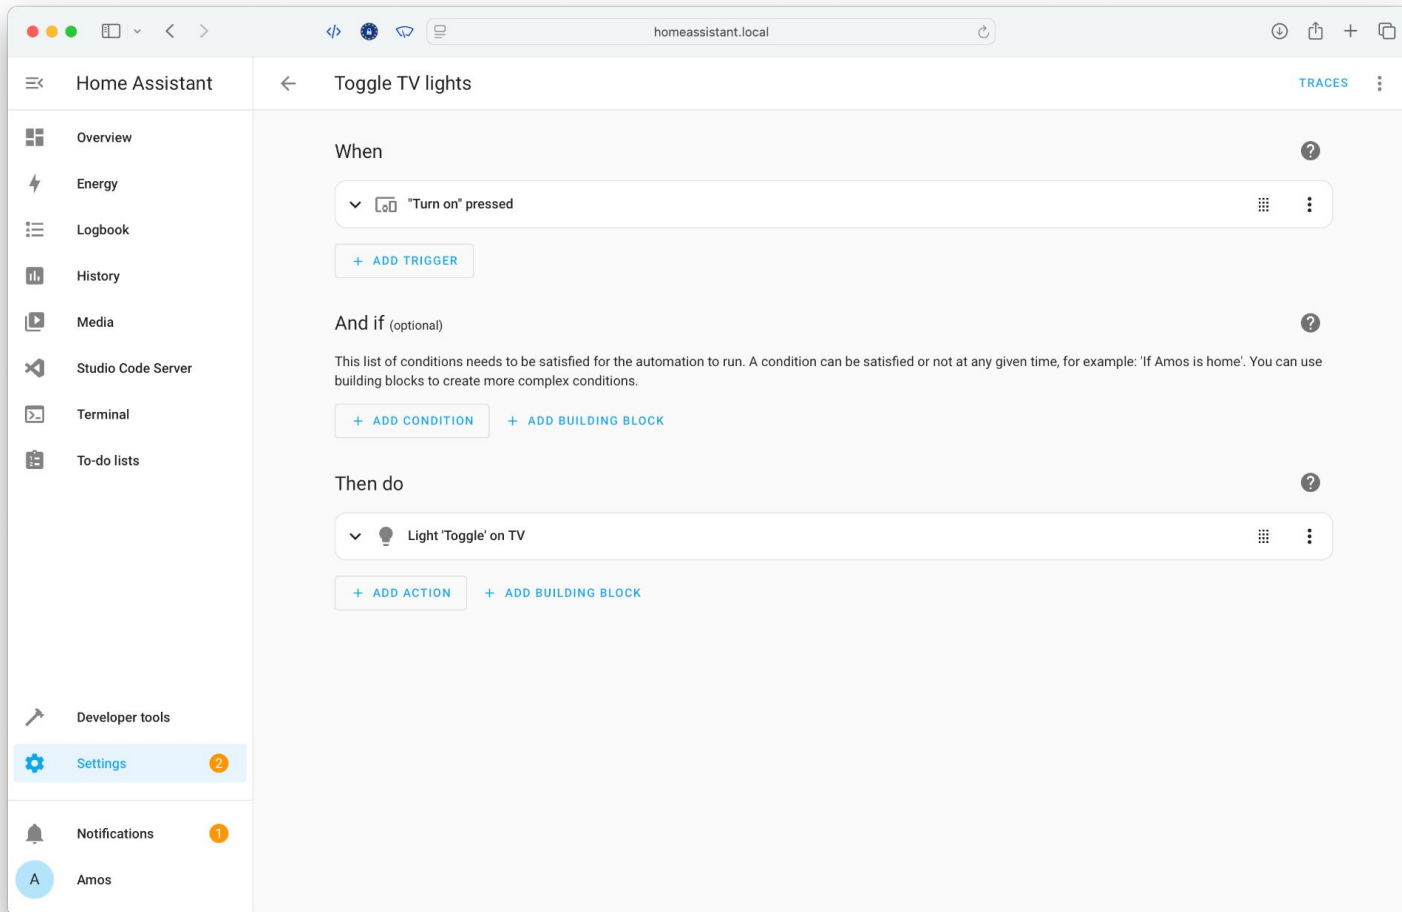 homeassistant.local
Home Assistant
Toggle TV lights
TRACES
Overview
Energy
Logbook
History
Media
Studio Code Server
Terminal
To-do lists
Developer tools
Settings
2
Notifications
1
A
Amos
When
"Turn on" pressed
+ ADD TRIGGER
And if (optional)
This list of conditions needs to be satisfied for the automation to run. A condition can be satisfied or not at any given time, for example: 'If Amos is home'. You can use
building blocks to create more complex conditions.
+ ADD CONDITION
+ ADD BUILDING BLOCK
Then do
Light 'Toggle' on TV
+ ADD ACTION
+ ADD BUILDING BLOCK